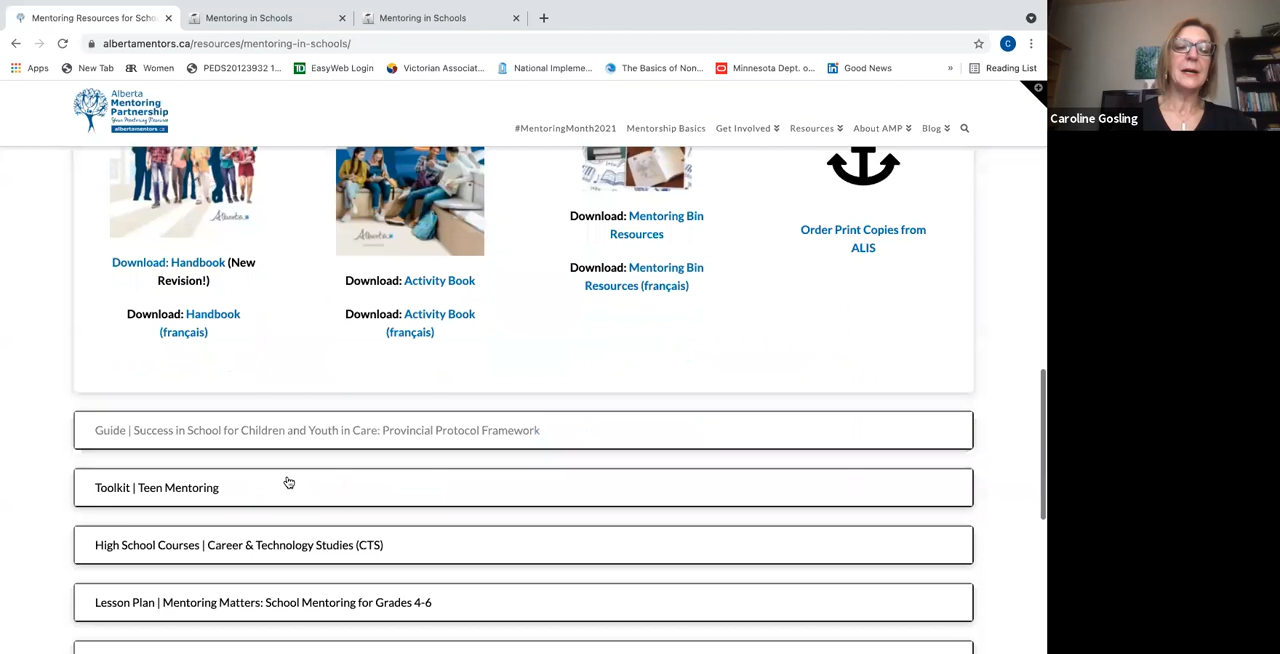 Mentoring Resources for Scho
Mentoring in Schools
Mentoring in Schools
albertamentors.ca/resources/mentoring-in-schools/
C
Apps
New Tab
Women
PEDS20123932 1...
EasyWeb Login
Victorian Associat...
National Impleme...
The Basics of Non...
Minnesota Dept. o...
Good News
»
Reading List
Caroline Gosling
Alberta
Mentoring
Partnership
Your Mentoring Resource
albertamentors.ca
#MentoringMonth2021
Mentorship Basics
Get Involved
Resources
About AMP
Blog
Alberta
Alberta
Download: Handbook (New
Revision!)
Download: Handbook
(français)
Download: Activity Book
Download: Activity Book
(français)
Download: Mentoring Bin
Resources
Download: Mentoring Bin
Resources (français)
Order Print Copies from
ALIS
Guide | Success in School for Children and Youth in Care: Provincial Protocol Framework
Toolkit | Teen Mentoring
High School Courses | Career & Technology Studies (CTS)
Lesson Plan | Mentoring Matters: School Mentoring for Grades 4-6